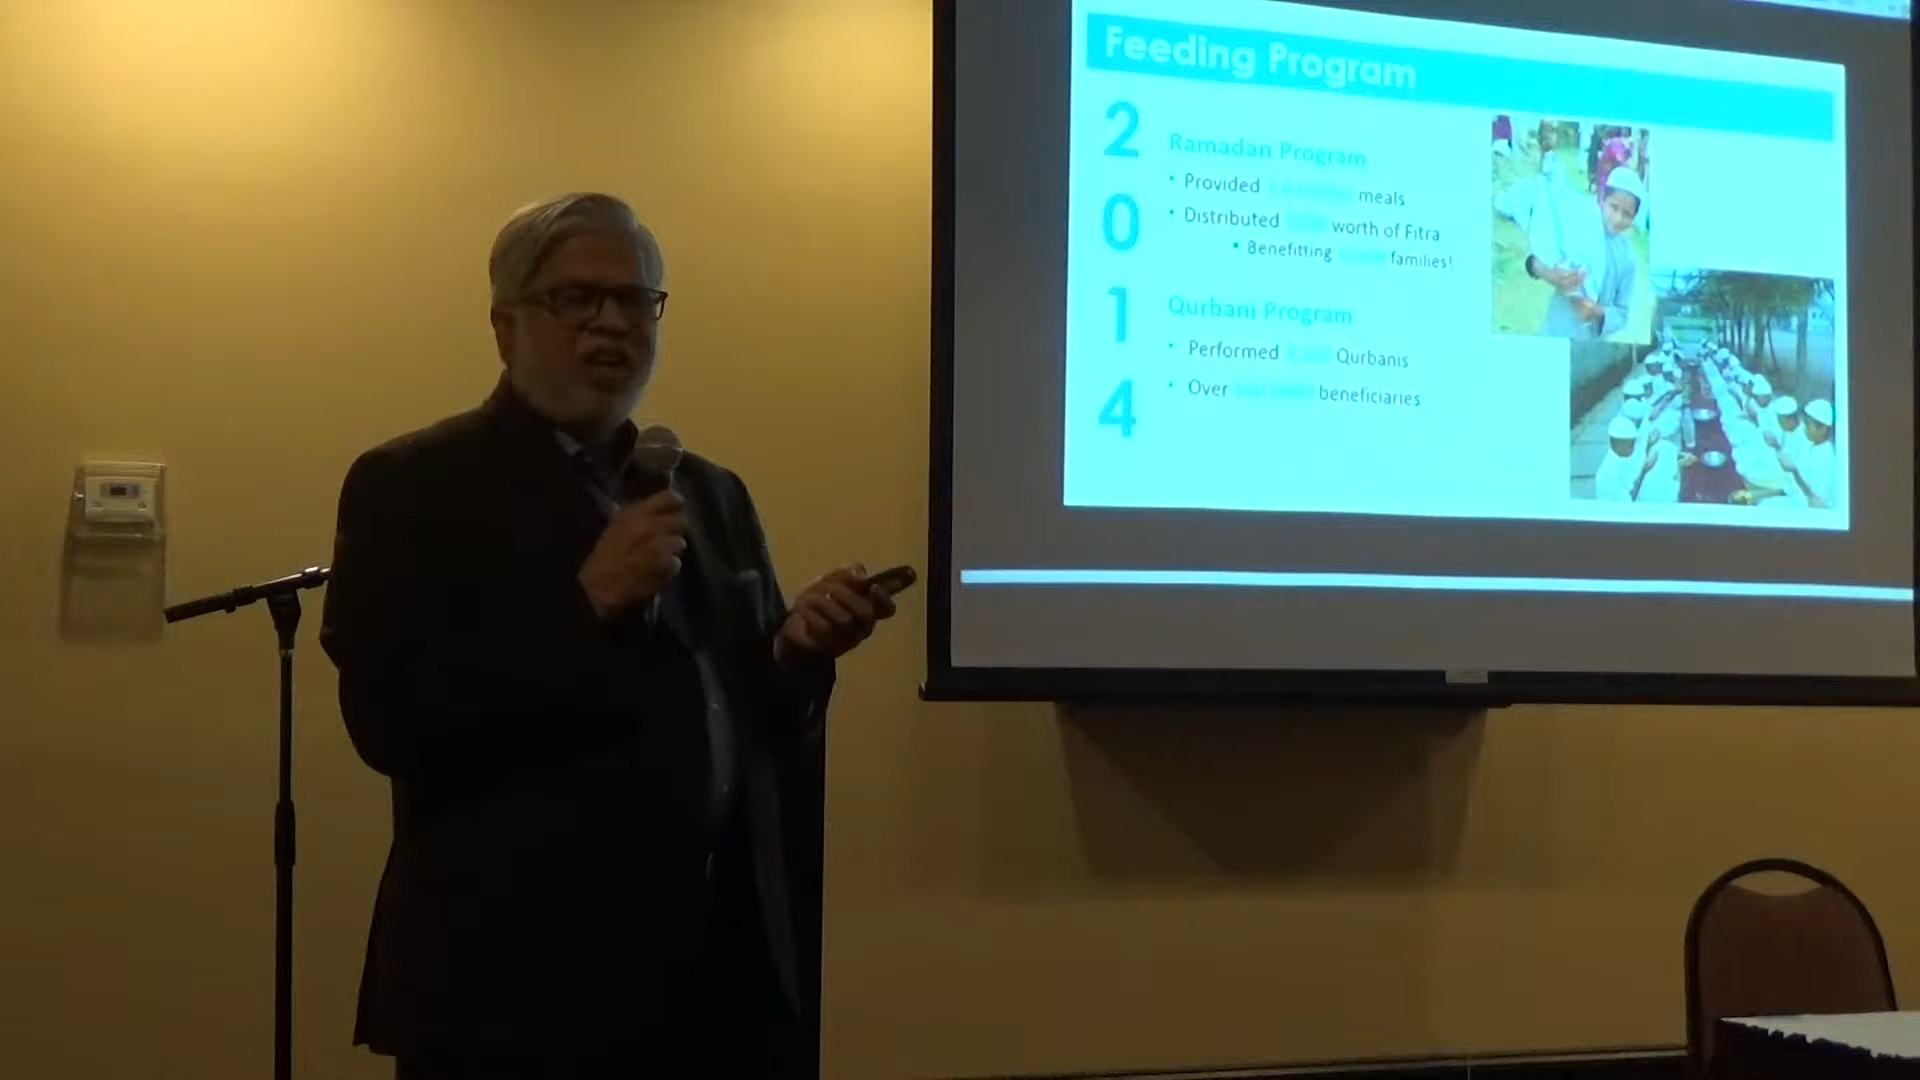 Feeding Program
2
0
1
4
Ramadan Program
• Provided meals
• Distributed worth of Fitra
• Benefitting families!
Qurbani Program
• Performed Qurbanis
• Over beneficiaries